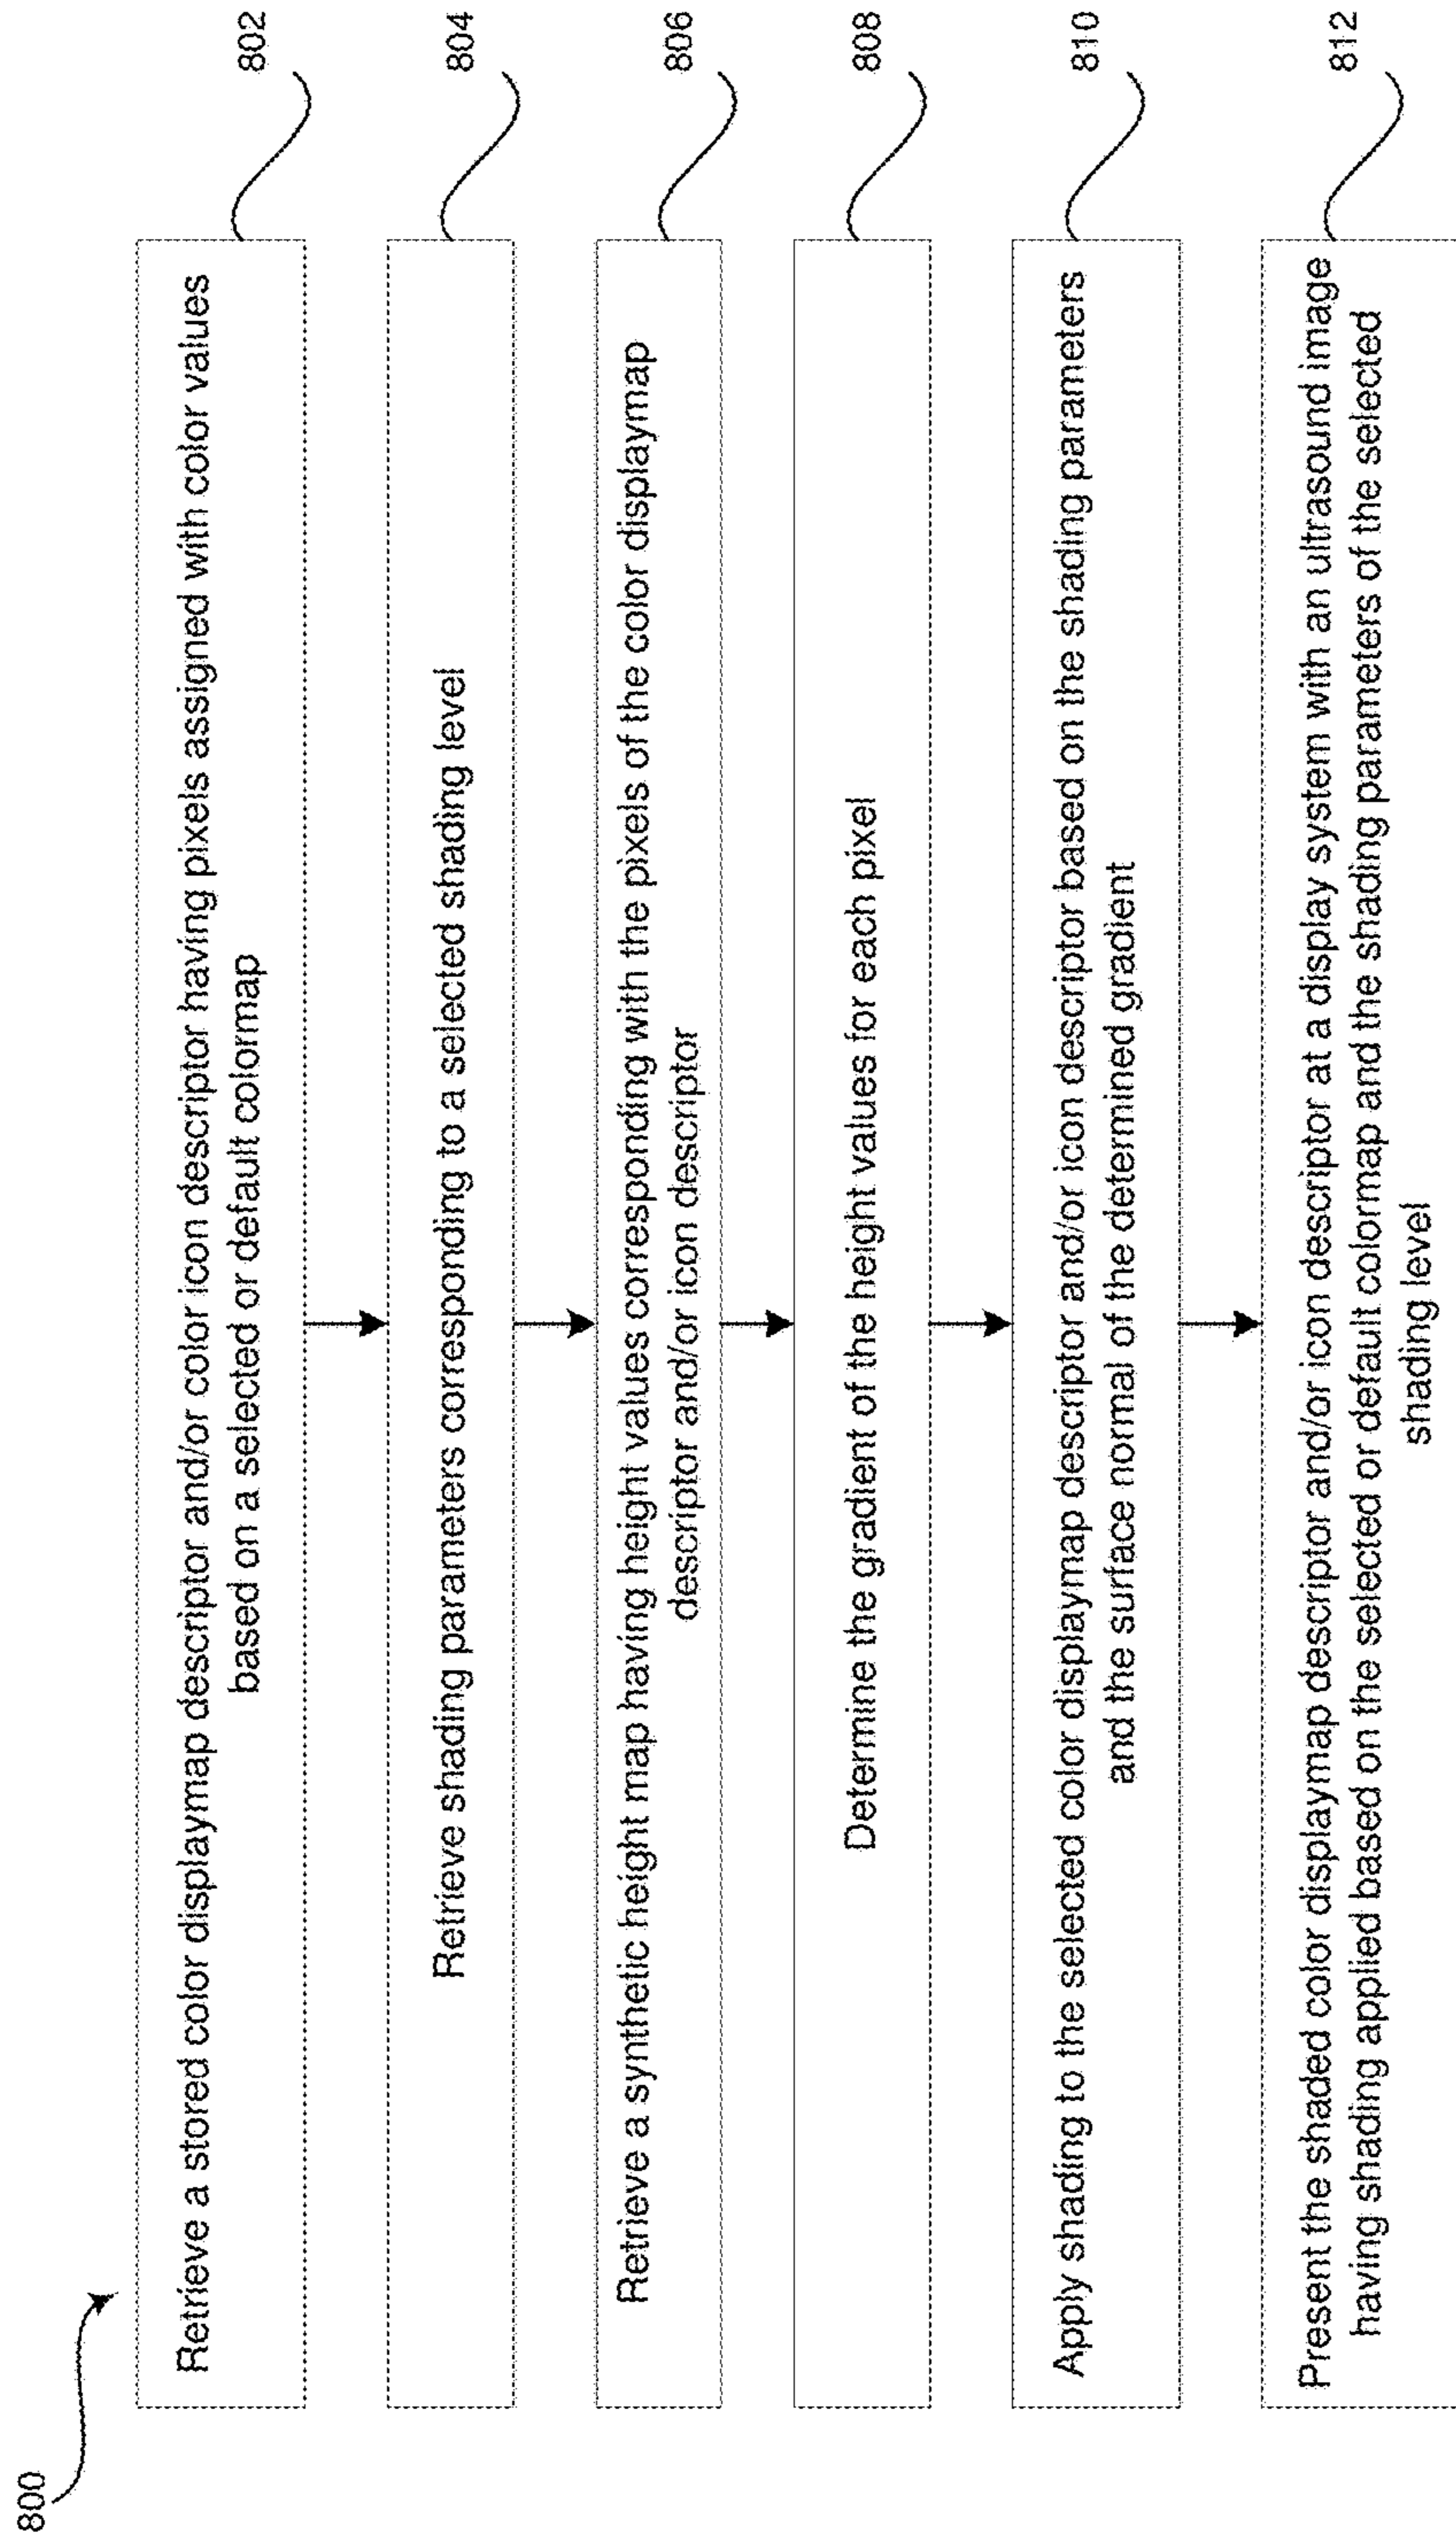 800
Retrieve a stored color displaymap descriptor and/or color icon descriptor having pixels assigned with color values
based on a selected or default colormap
802
Retrieve shading parameters corresponding to a selected shading level
804
Retrieve a synthetic height map having height values corresponding with the pixels of the color displaymap
descriptor and/or icon descriptor
806
Determine the gradient of the height values for each pixel
808
Apply shading to the selected color displaymap descriptor and/or icon descriptor based on the shading parameters
and the surface normal of the determined gradient
810
Present the shaded color displaymap descriptor and/or icon descriptor at a display system with an ultrasound image
having shading applied based on the selected or default colormap and the shading parameters of the selected
shading level
812